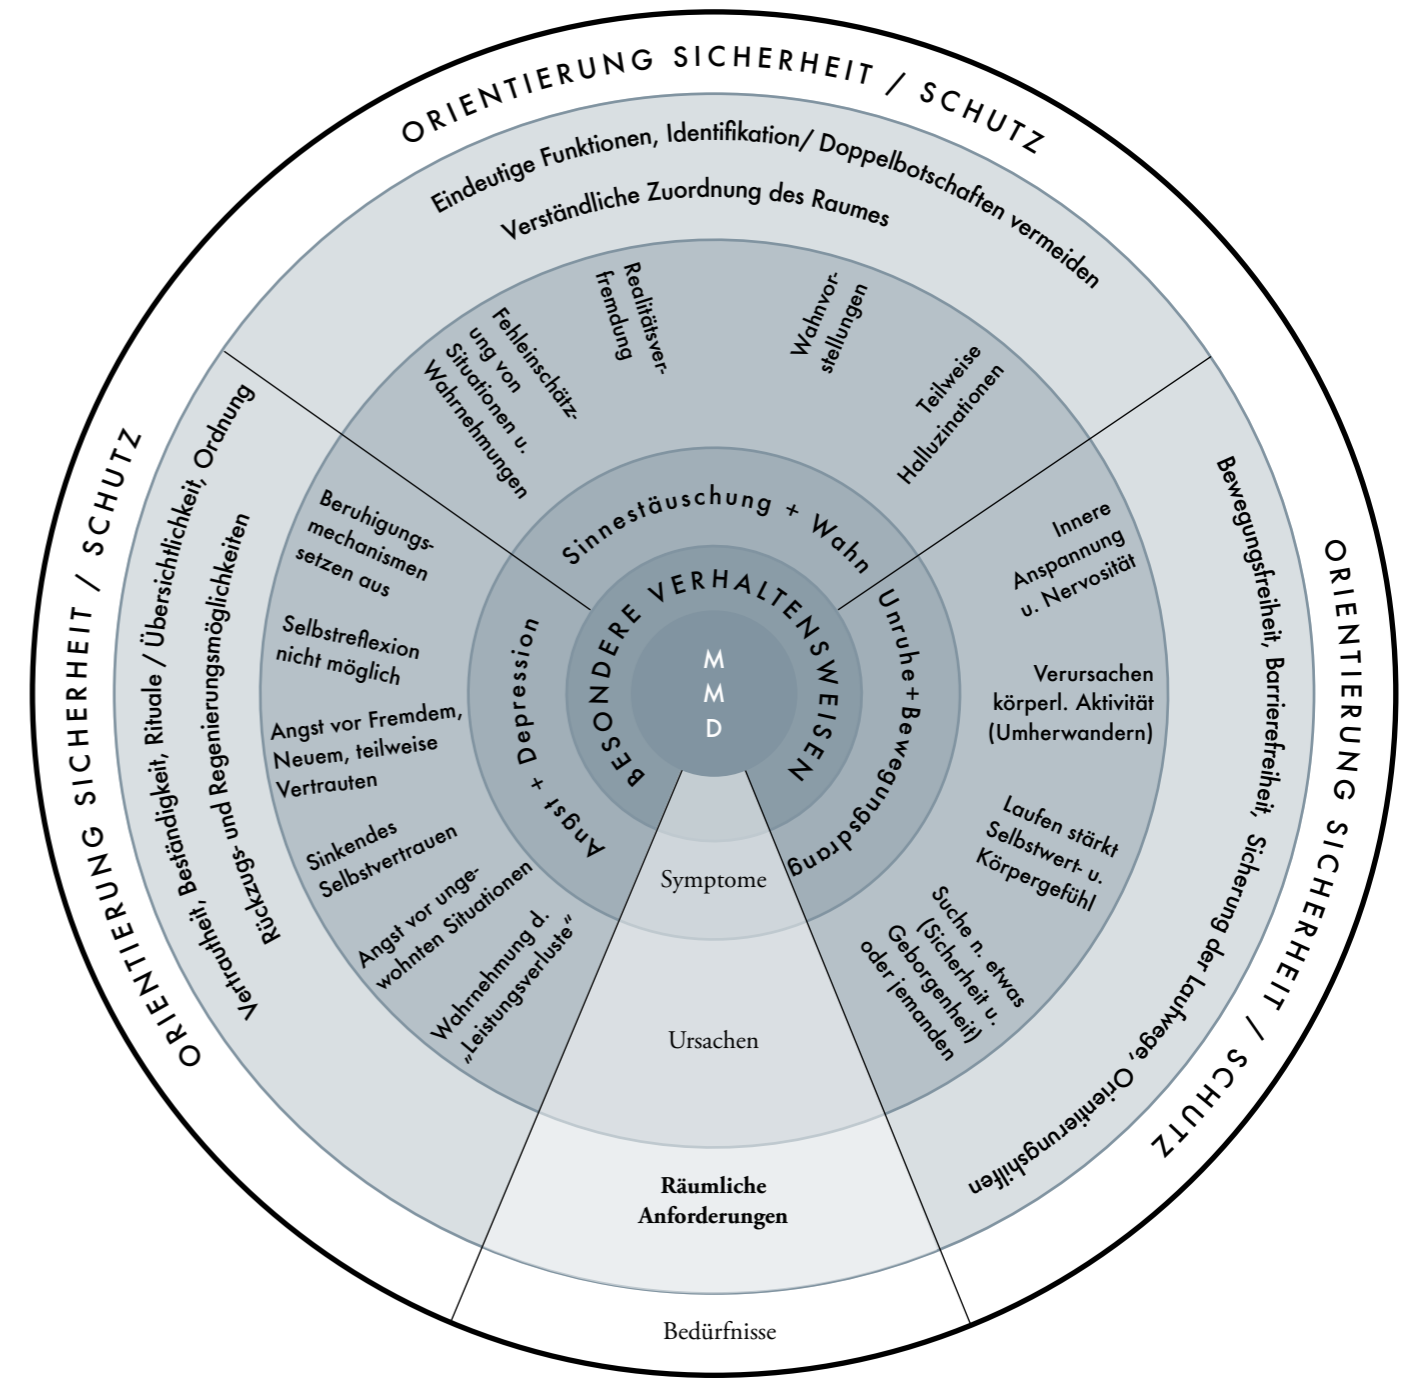 ORIENTIERUNG SICHERHEIT / SCHUTZ
Eindeutige Funktionen, Identifikation/ Doppelbotschaften vermeiden
Verständliche Zuordnung des Raumes
Fehleinschätz-
ung von
Situationen u.
Wahrnehmungen
Realitätsver-
fremdung
Wahnvor-
stellungen
Teilweise
Halluzinationen
Sinnestäuschung + Wahn
BESONDERE VERHALTENSWEISEN
M
M
D
ORIENTIERUNG SICHERHEIT / SCHUTZ
Vertrautheit, Beständigkeit, Rituale / Übersichtlichkeit, Ordnung
Rückzugs- und Regenierungsmöglichkeiten
Beruhigungs-
mechanismen
setzen aus
Selbstreflexion
nicht möglich
Angst vor Fremdem,
Neuem, teilweise
Vertrauten
Sinkendes
Selbstvertrauen
Angst vor unge-
wohnten Situationen
Wahrnehmung d.
„Leistungsverluste“
Angst + Depression
Unruhe+Bewegungsdrang
Innere
Anspannung
u. Nervosität
Verursachen
körperl. Aktivität
(Umherwandern)
Laufen stärkt
Selbstwert- u.
Körpergefühl
Suche n. etwas
(Sicherheit u.
Geborgenheit)
oder jemanden
Bewegungsfreiheit, Barrierefreiheit, Sicherung der Laufwege, Orientierungshilfen
ORIENTIERUNG SICHERHEIT / SCHUTZ
Symptome
Ursachen
Räumliche
Anforderungen
Bedürfnisse